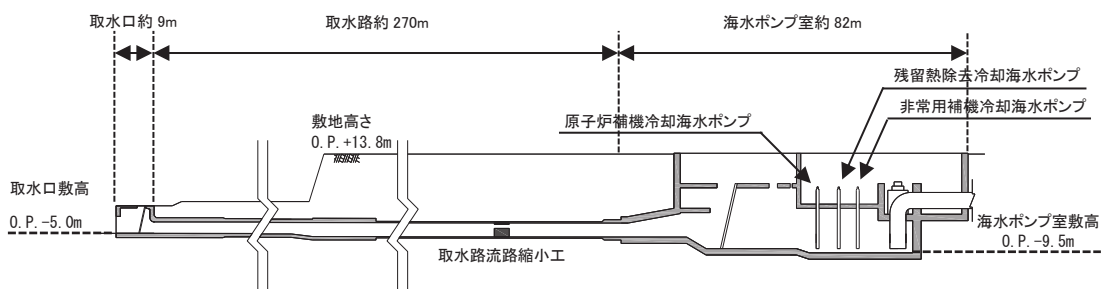 取水口約 9m
取水路約 270m
海水ポンプ室約 82m
残留熱除去冷却海水ポンプ
非常用補機冷却海水ポンプ
原子炉補機冷却海水ポンプ
敷地高さ
O.P.+13.8m
取水口敷高
O.P.-5.0m
海水ポンプ室敷高
O.P.-9.5m
取水路流路縮小工